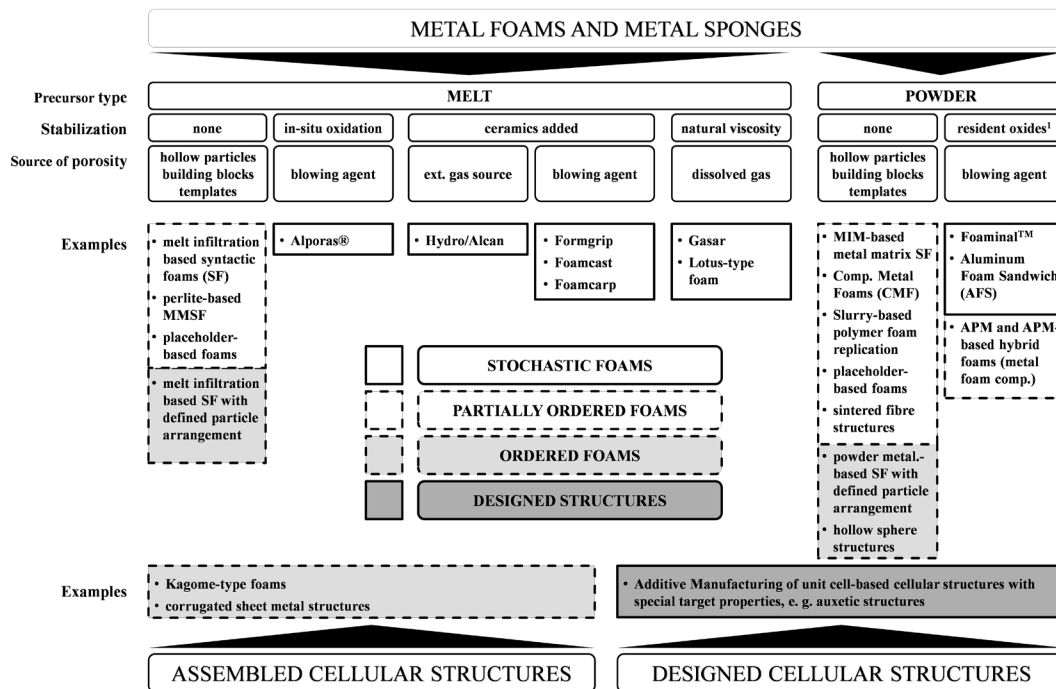 METAL FOAMS AND METAL SPONGES
Precursor type
MELT
POWDER
Stabilization
none
in-situ oxidation
ceramics added
natural viscosity
none
resident oxides¹
Source of porosity
hollow particles
building blocks
templates
blowing agent
ext. gas source
blowing agent
dissolved gas
hollow particles
building blocks
templates
blowing agent
Examples
• melt infiltration
based syntactic
foams (SF)
• perlite-based
MMSF
• placeholder-
based foams
• melt infiltration
based SF with
defined particle
arrangement
• Alporas®
• Hydro/Alcan
• Formgrip
• Foamcast
• Foamcarp
• Gasar
• Lotus-type
foam
• MIM-based
metal matrix SF
• Comp. Metal
Foams (CMF)
• Slurry-based
polymer foam
replication
• placeholder-
based foams
• sintered fibre
structures
• powder metal.-
based SF with
defined particle
arrangement
• hollow sphere
structures
• Foaminal™
• Aluminum
Foam Sandwich
(AFS)
• APM and APM-
based hybrid
foams (metal
foam comp.)
STOCHASTIC FOAMS
PARTIALLY ORDERED FOAMS
ORDERED FOAMS
DESIGNED STRUCTURES
Examples
• Kagome-type foams
• corrugated sheet metal structures
• Additive Manufacturing of unit cell-based cellular structures with
special target properties, e. g. auxetic structures
ASSEMBLED CELLULAR STRUCTURES
DESIGNED CELLULAR STRUCTURES